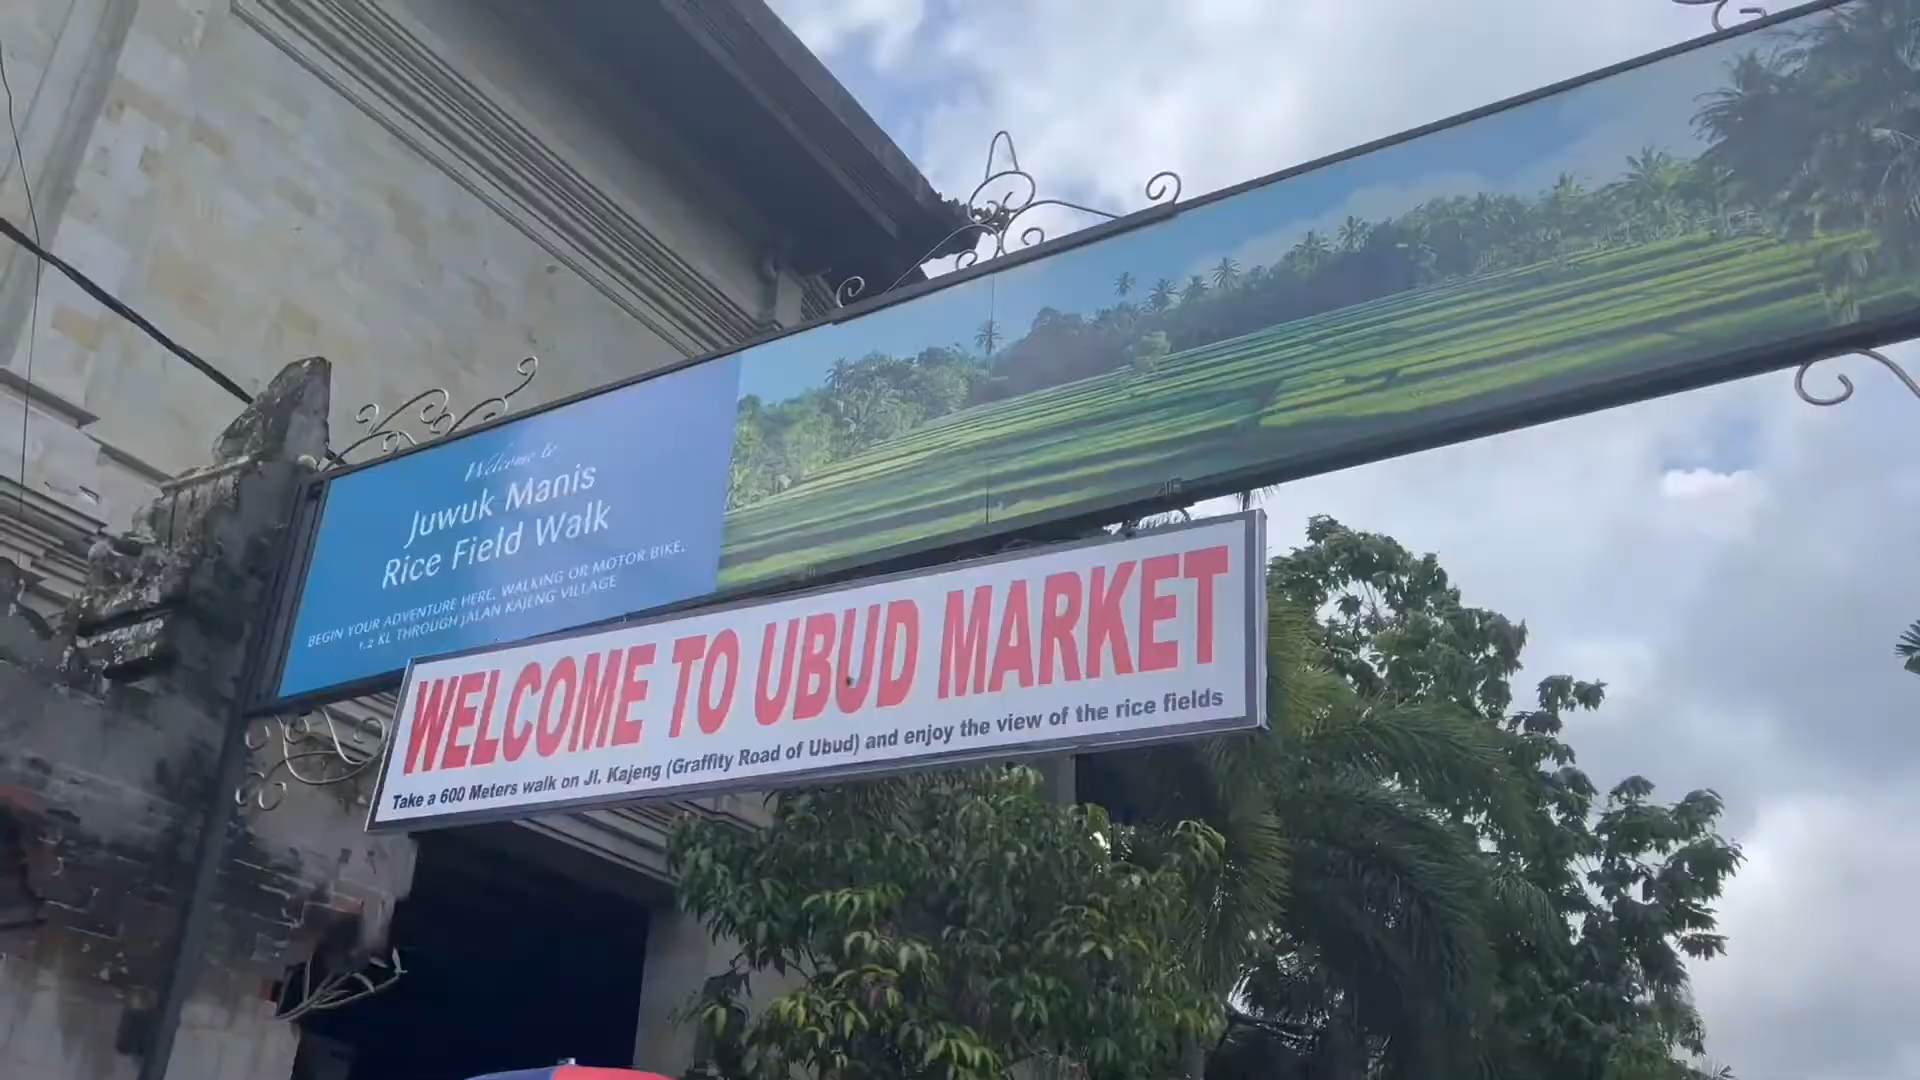 Welcome to
Juwuk Manis
Rice Field Walk
BEGIN YOUR ADVENTURE HERE, WALKING OR MOTOR BIKE,
1.2 KL THROUGH JALAN KAJENG VILLAGE
WELCOME TO UBUD MARKET
Take a 600 Meters walk on Jl. Kajeng (Graffity Road of Ubud) and enjoy the view of the rice fields